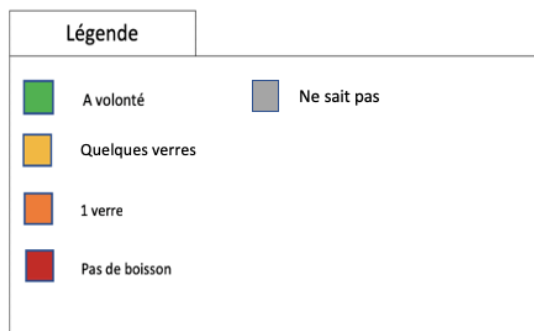 Légende
A volonté
Ne sait pas
Quelques verres
1 verre
Pas de boisson